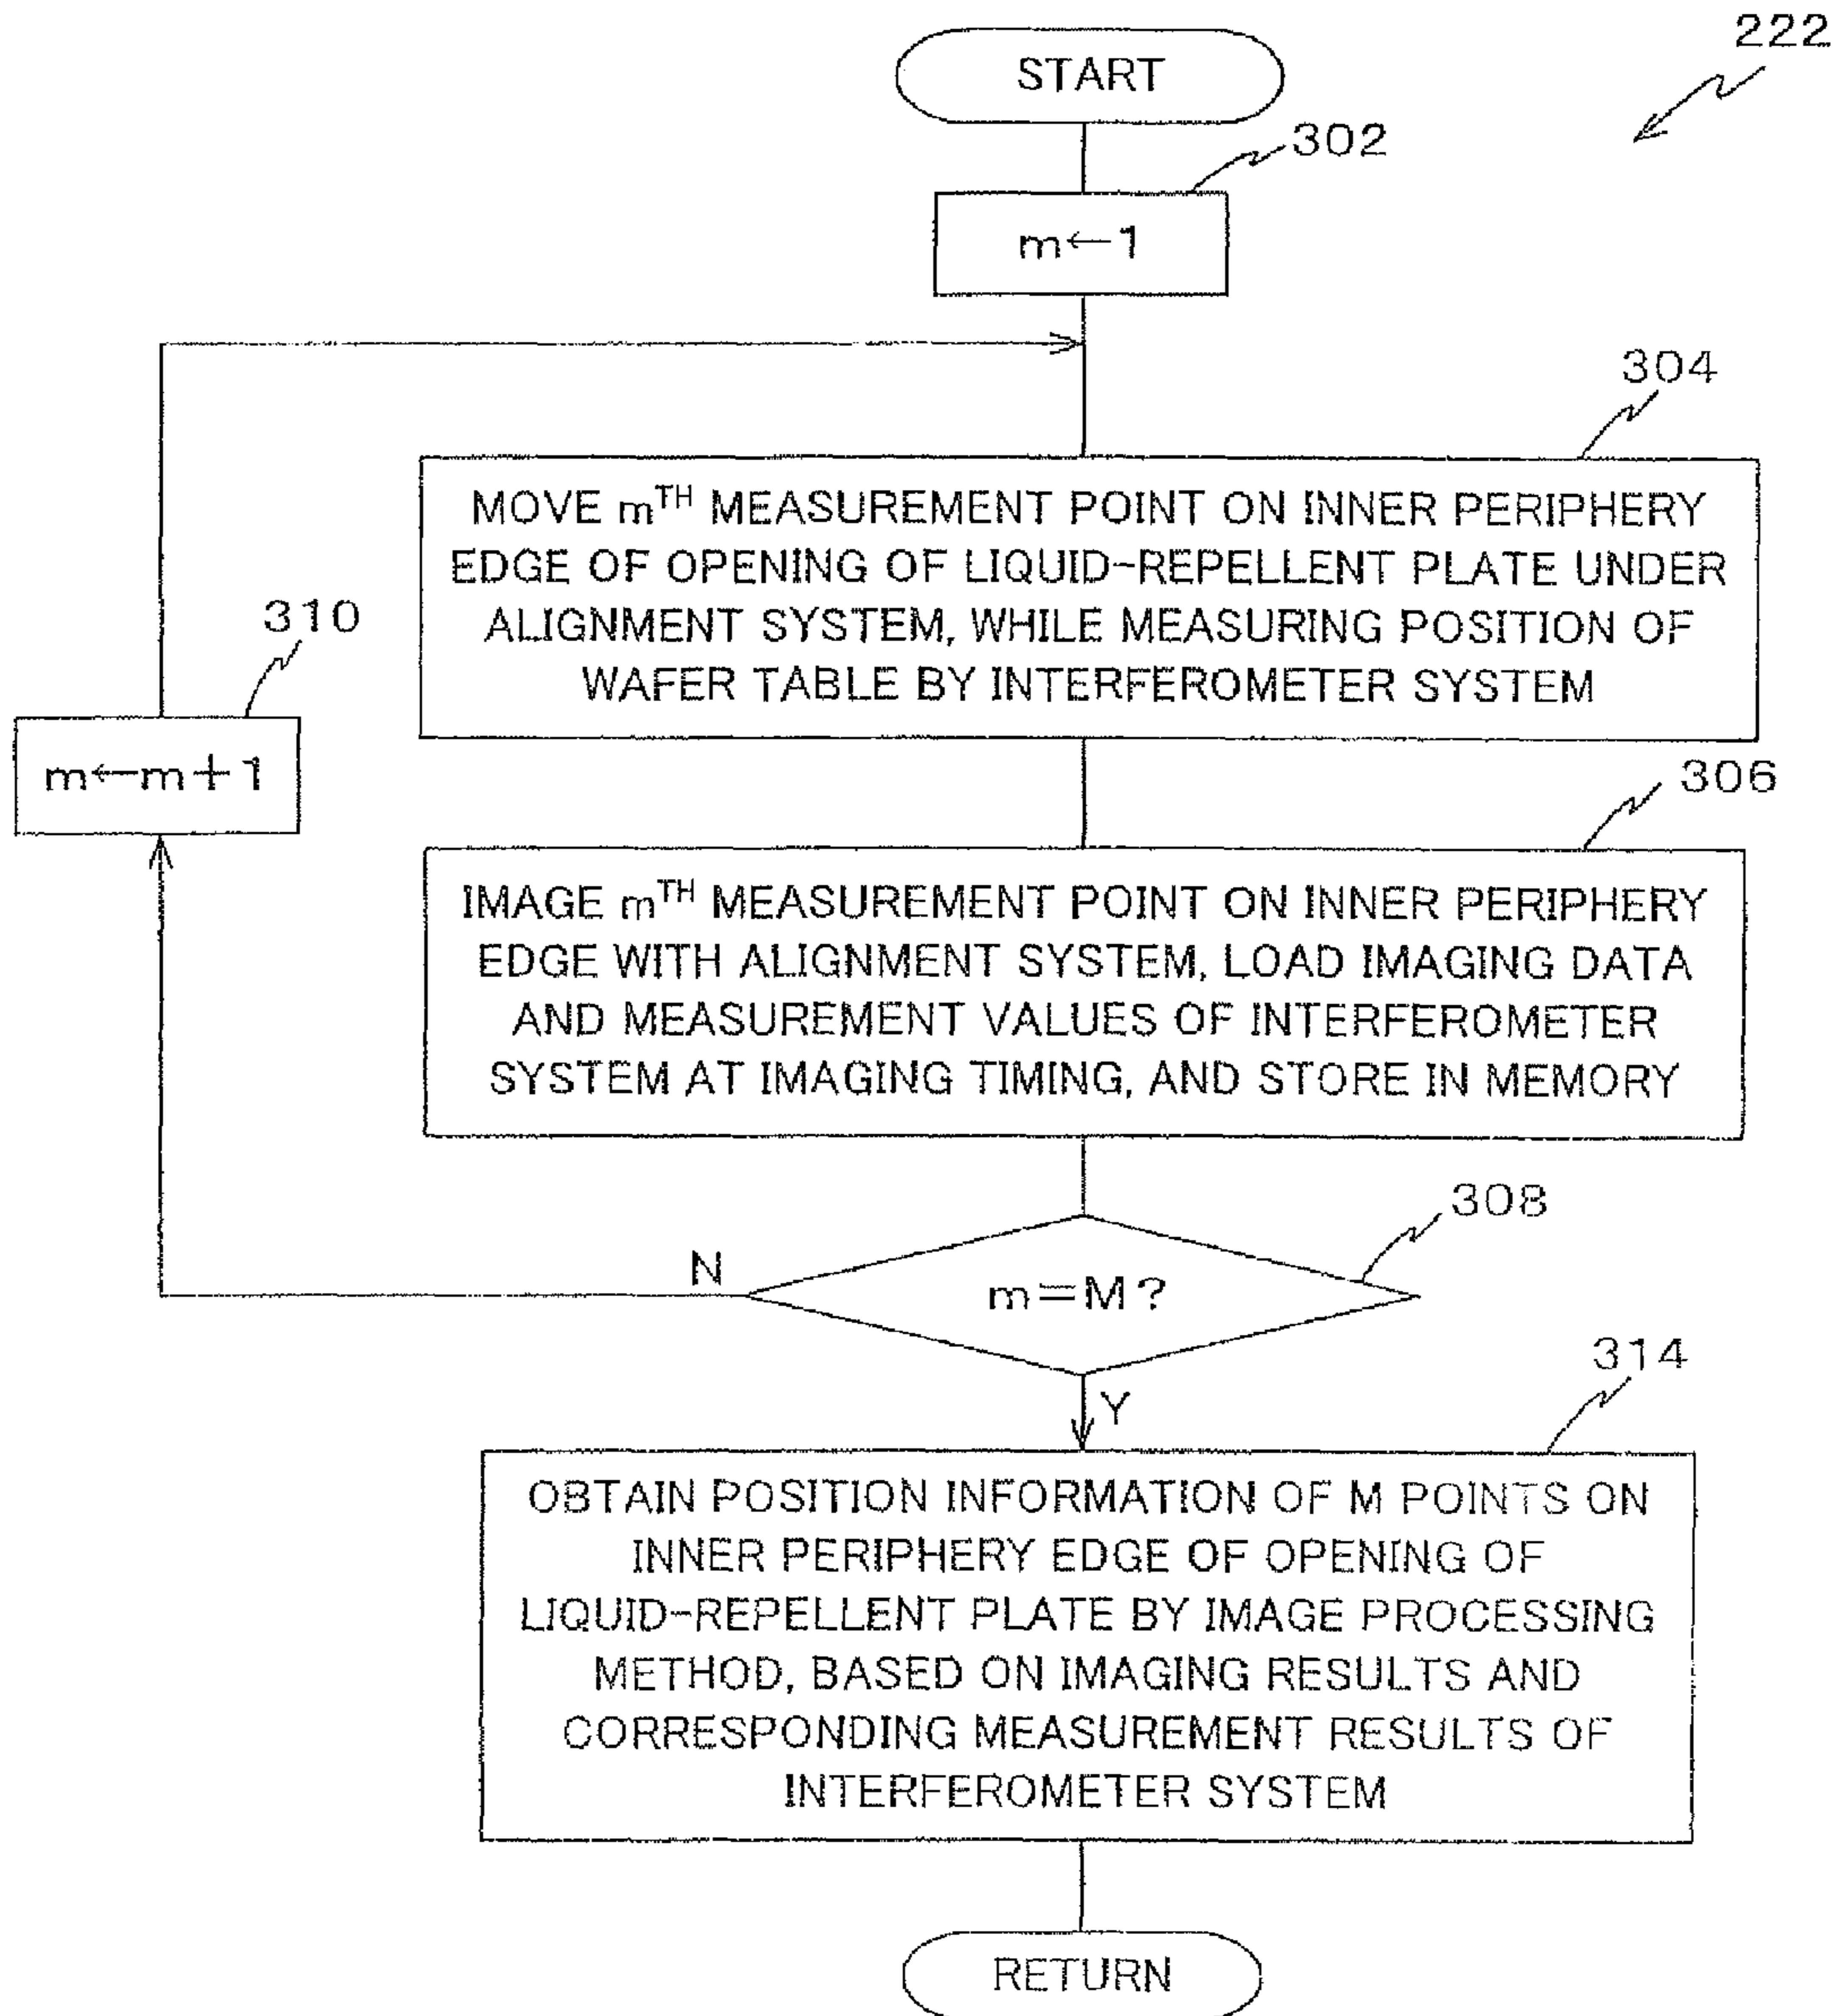 222
START
302
m←1
304
MOVE mTH MEASUREMENT POINT ON INNER PERIPHERY
EDGE OF OPENING OF LIQUID-REPELLENT PLATE UNDER
ALIGNMENT SYSTEM, WHILE MEASURING POSITION OF
WAFER TABLE BY INTERFEROMETER SYSTEM
310
m←m+1
306
IMAGE mTH MEASUREMENT POINT ON INNER PERIPHERY
EDGE WITH ALIGNMENT SYSTEM, LOAD IMAGING DATA
AND MEASUREMENT VALUES OF INTERFEROMETER
SYSTEM AT IMAGING TIMING, AND STORE IN MEMORY
308
N
m=M?
Y
314
OBTAIN POSITION INFORMATION OF M POINTS ON
INNER PERIPHERY EDGE OF OPENING OF
LIQUID-REPELLENT PLATE BY IMAGE PROCESSING
METHOD, BASED ON IMAGING RESULTS AND
CORRESPONDING MEASUREMENT RESULTS OF
INTERFEROMETER SYSTEM
RETURN